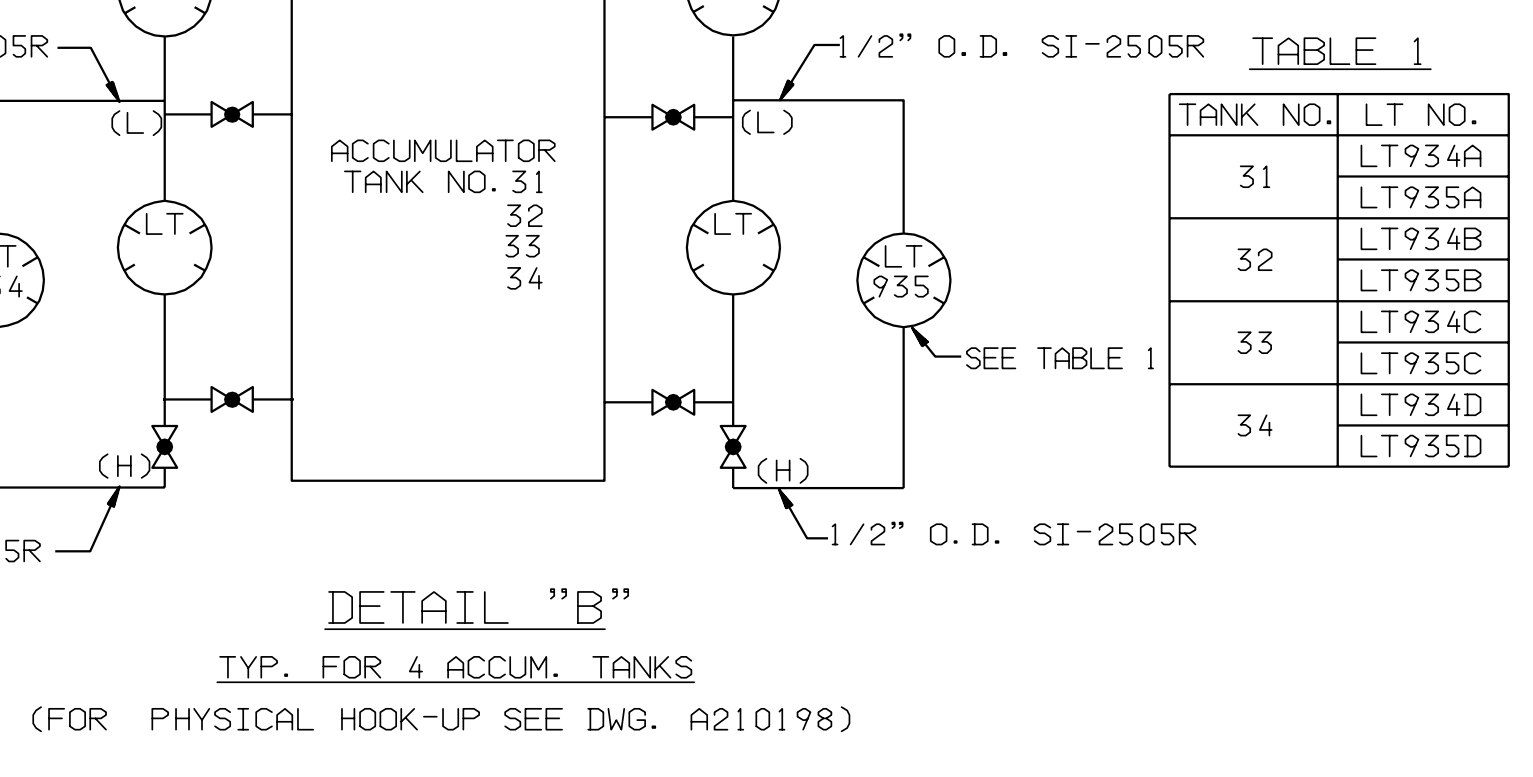 1/2" O.D. SI-2505R
TABLE 1
(L)
(L)
ACCUMULATOR
TANK NO. 31
32
33
34
LT
LT
LT
935
SEE TABLE 1
TANK NO. LT NO.
31 LT934A
LT935A
32 LT934B
LT935B
33 LT934C
LT935C
34 LT934D
LT935D
(H)
(H)
1/2" O.D. SI-2505R
DETAIL "B"
TYP. FOR 4 ACCUM. TANKS
(FOR PHYSICAL HOOK-UP SEE DWG. A210198)